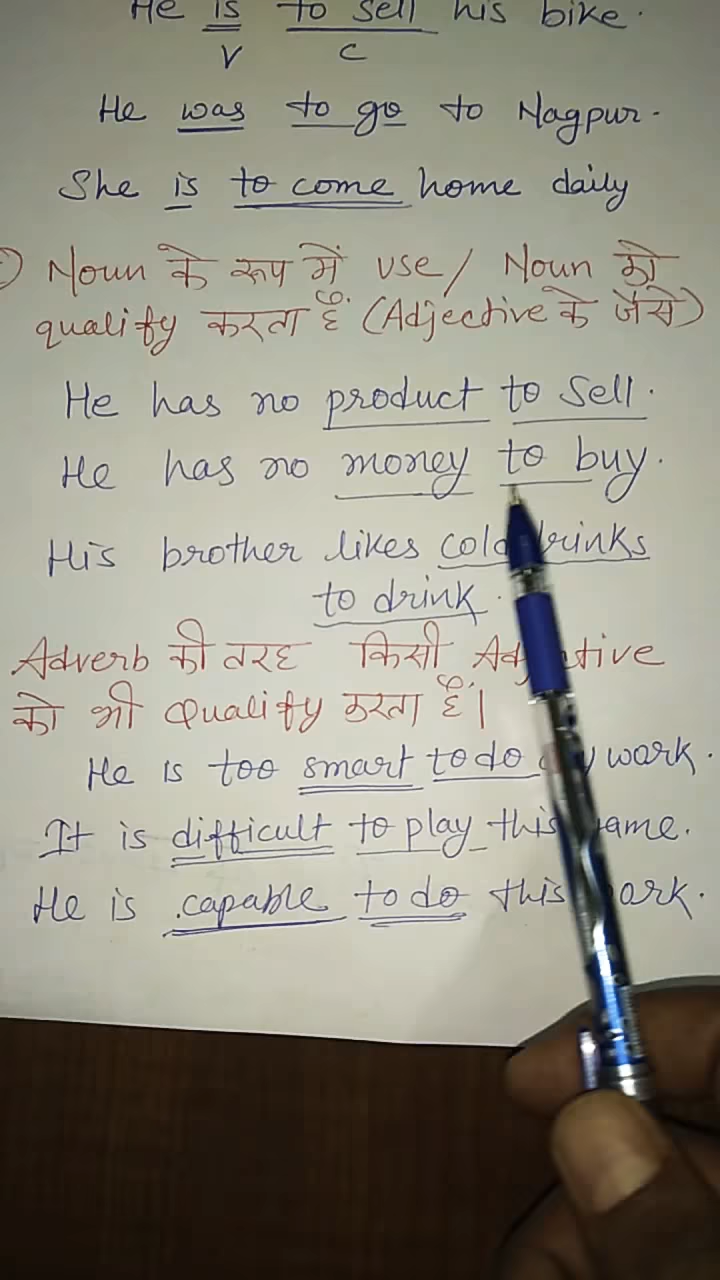 He is to sell his bike.
V C
He was to go to Nagpur.
She is to come home daily
Noun के रूप में use / Noun को
qualify करता है. (Adjective के जैसे)
He has no product to sell.
He has no money to buy.
His brother likes cold drinks
to drink.
Adverb की तरह किसी Adjective
को भी Qualify करता है।
He is too smart to do work.
It is difficult to play this game.
He is capable to do this work.